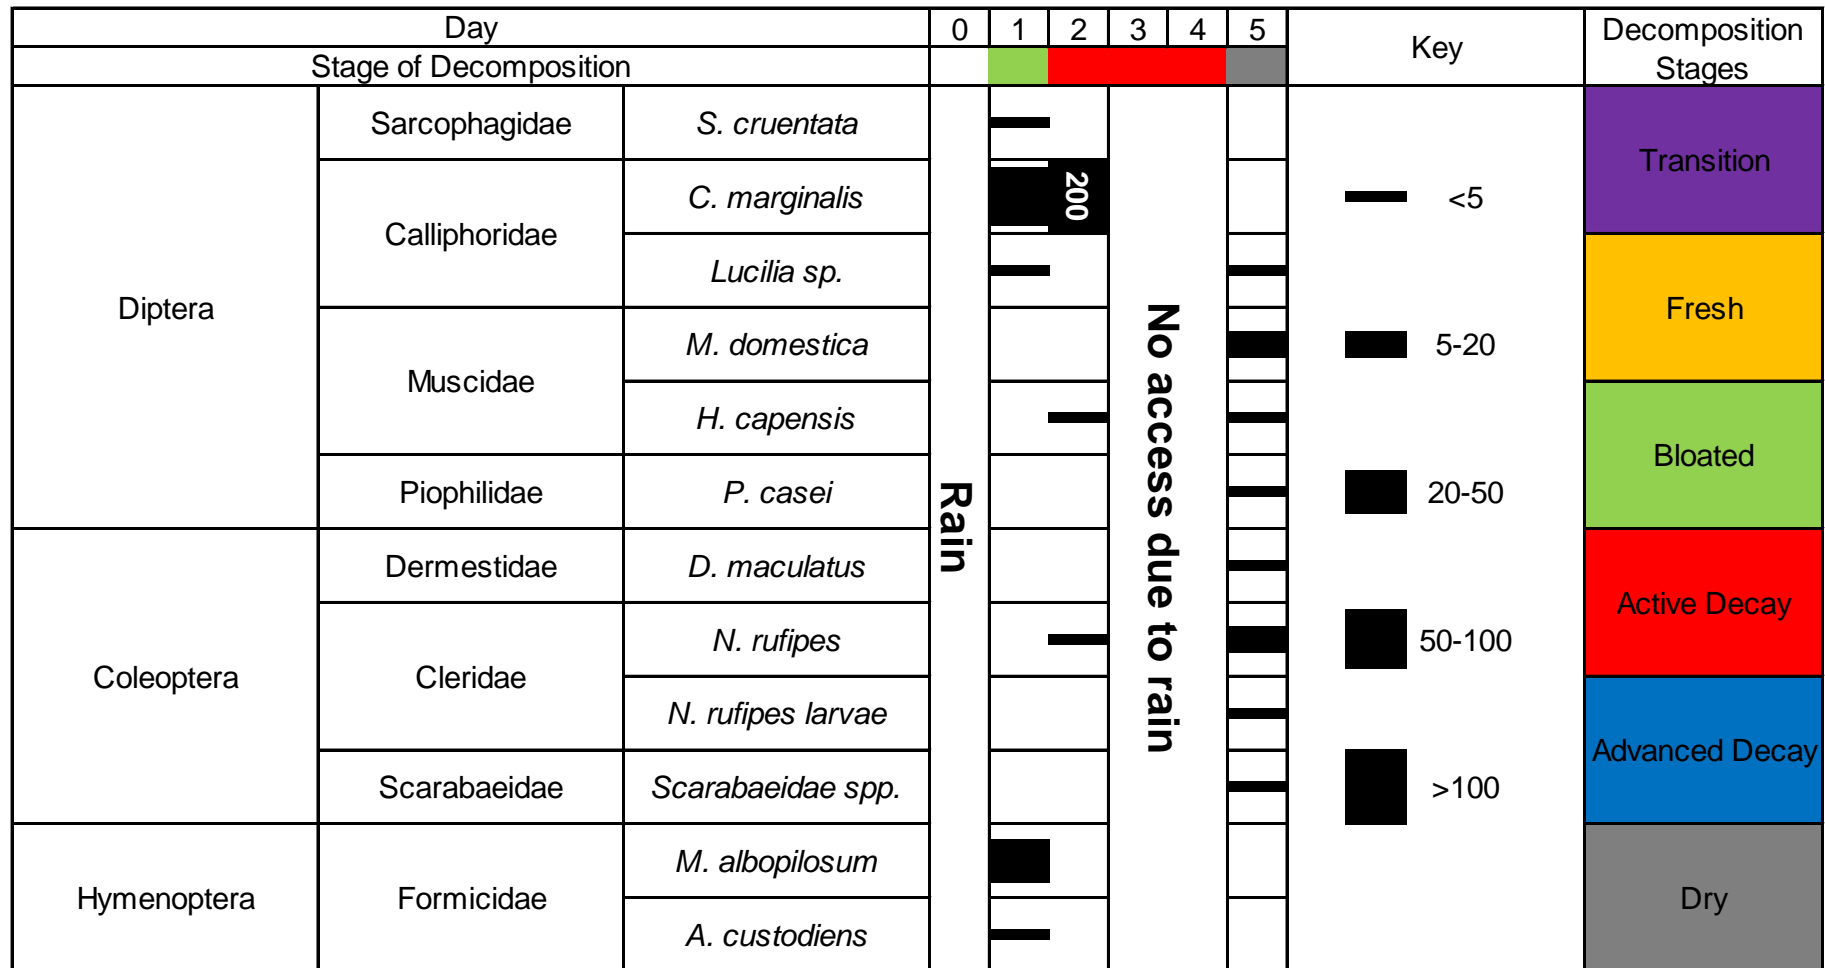 Day 0 1 2 3 4 5 Key Decomposition Stages
Stage of Decomposition
Diptera
Sarcophagidae S. cruentata
Calliphoridae C. marginalis 200
Lucilia sp.
Muscidae M. domestica
H. capensis
Piophilidae P. casei
Coleoptera
Dermestidae D. maculatus
Cleridae N. rufipes
N. rufipes larvae
Scarabaeidae Scarabaeidae spp.
Hymenoptera
Formicidae M. albopilosum
A. custodiens
Rain
No access due to rain
<5
5-20
20-50
50-100
>100
Transition
Fresh
Bloated
Active Decay
Advanced Decay
Dry